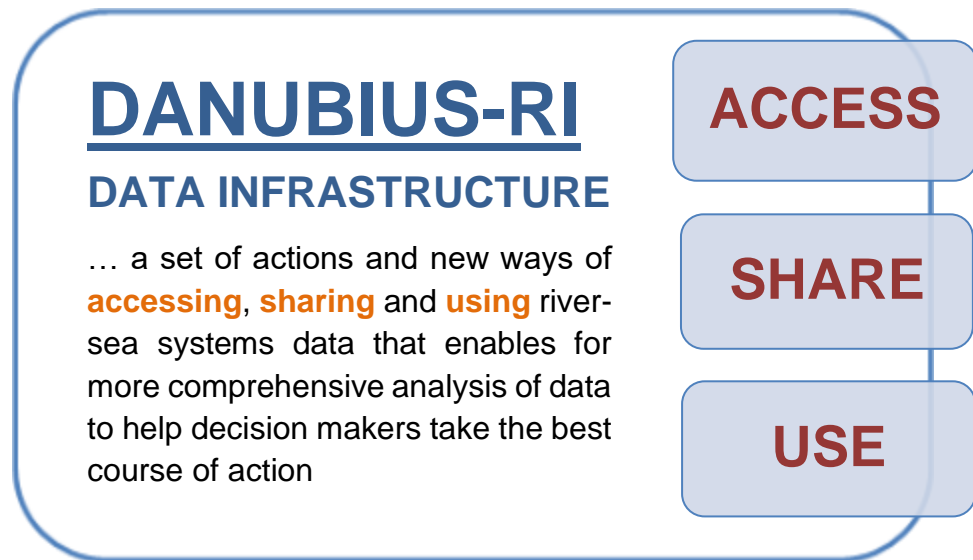 DANUBIUS-RI
DATA INFRASTRUCTURE
… a set of actions and new ways of
accessing, sharing and using river-
sea systems data that enables for
more comprehensive analysis of data
to help decision makers take the best
course of action
ACCESS
SHARE
USE